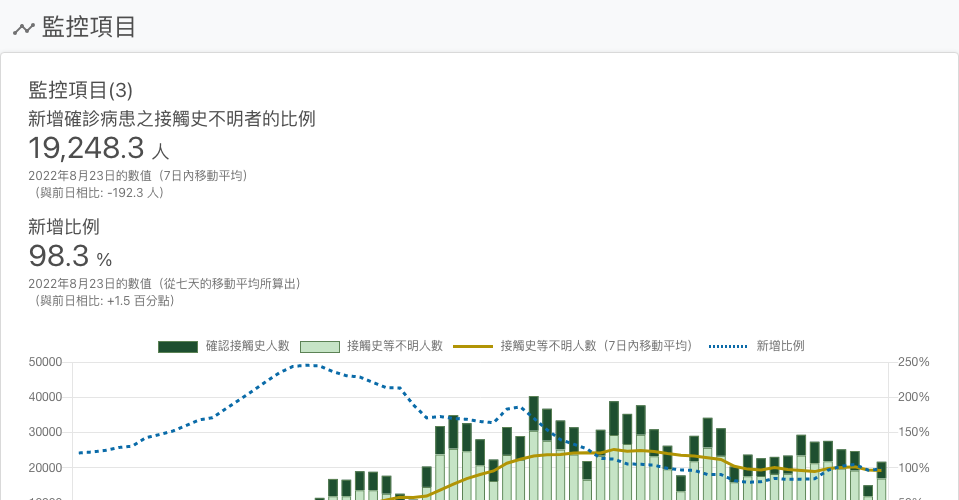 監控項目
監控項目(3)
新增確診病患之接觸史不明者的比例
19,248.3 人
2022年8月23日的數值（7日內移動平均）
（與前日相比: -192.3 人）
新增比例
98.3 %
2022年8月23日的數值（從七天的移動平均所算出）
（與前日相比: +1.5 百分點）
確認接觸史人數 接觸史等不明人數 接觸史等不明人數（7日內移動平均） 新增比例
50000 250%
40000 200%
30000 150%
20000 100%